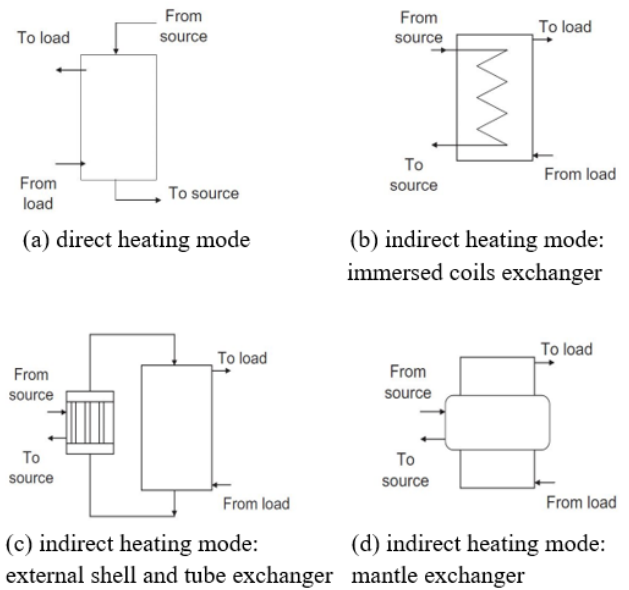 From
source
To load
From
load
To source
(a) direct heating mode
From
source
To load
To
source
From load
(b) indirect heating mode:
immersed coils exchanger
From
source
To load
To
source
From load
(c) indirect heating mode:
external shell and tube exchanger
From
source
To load
To
source
From load
(d) indirect heating mode:
mantle exchanger